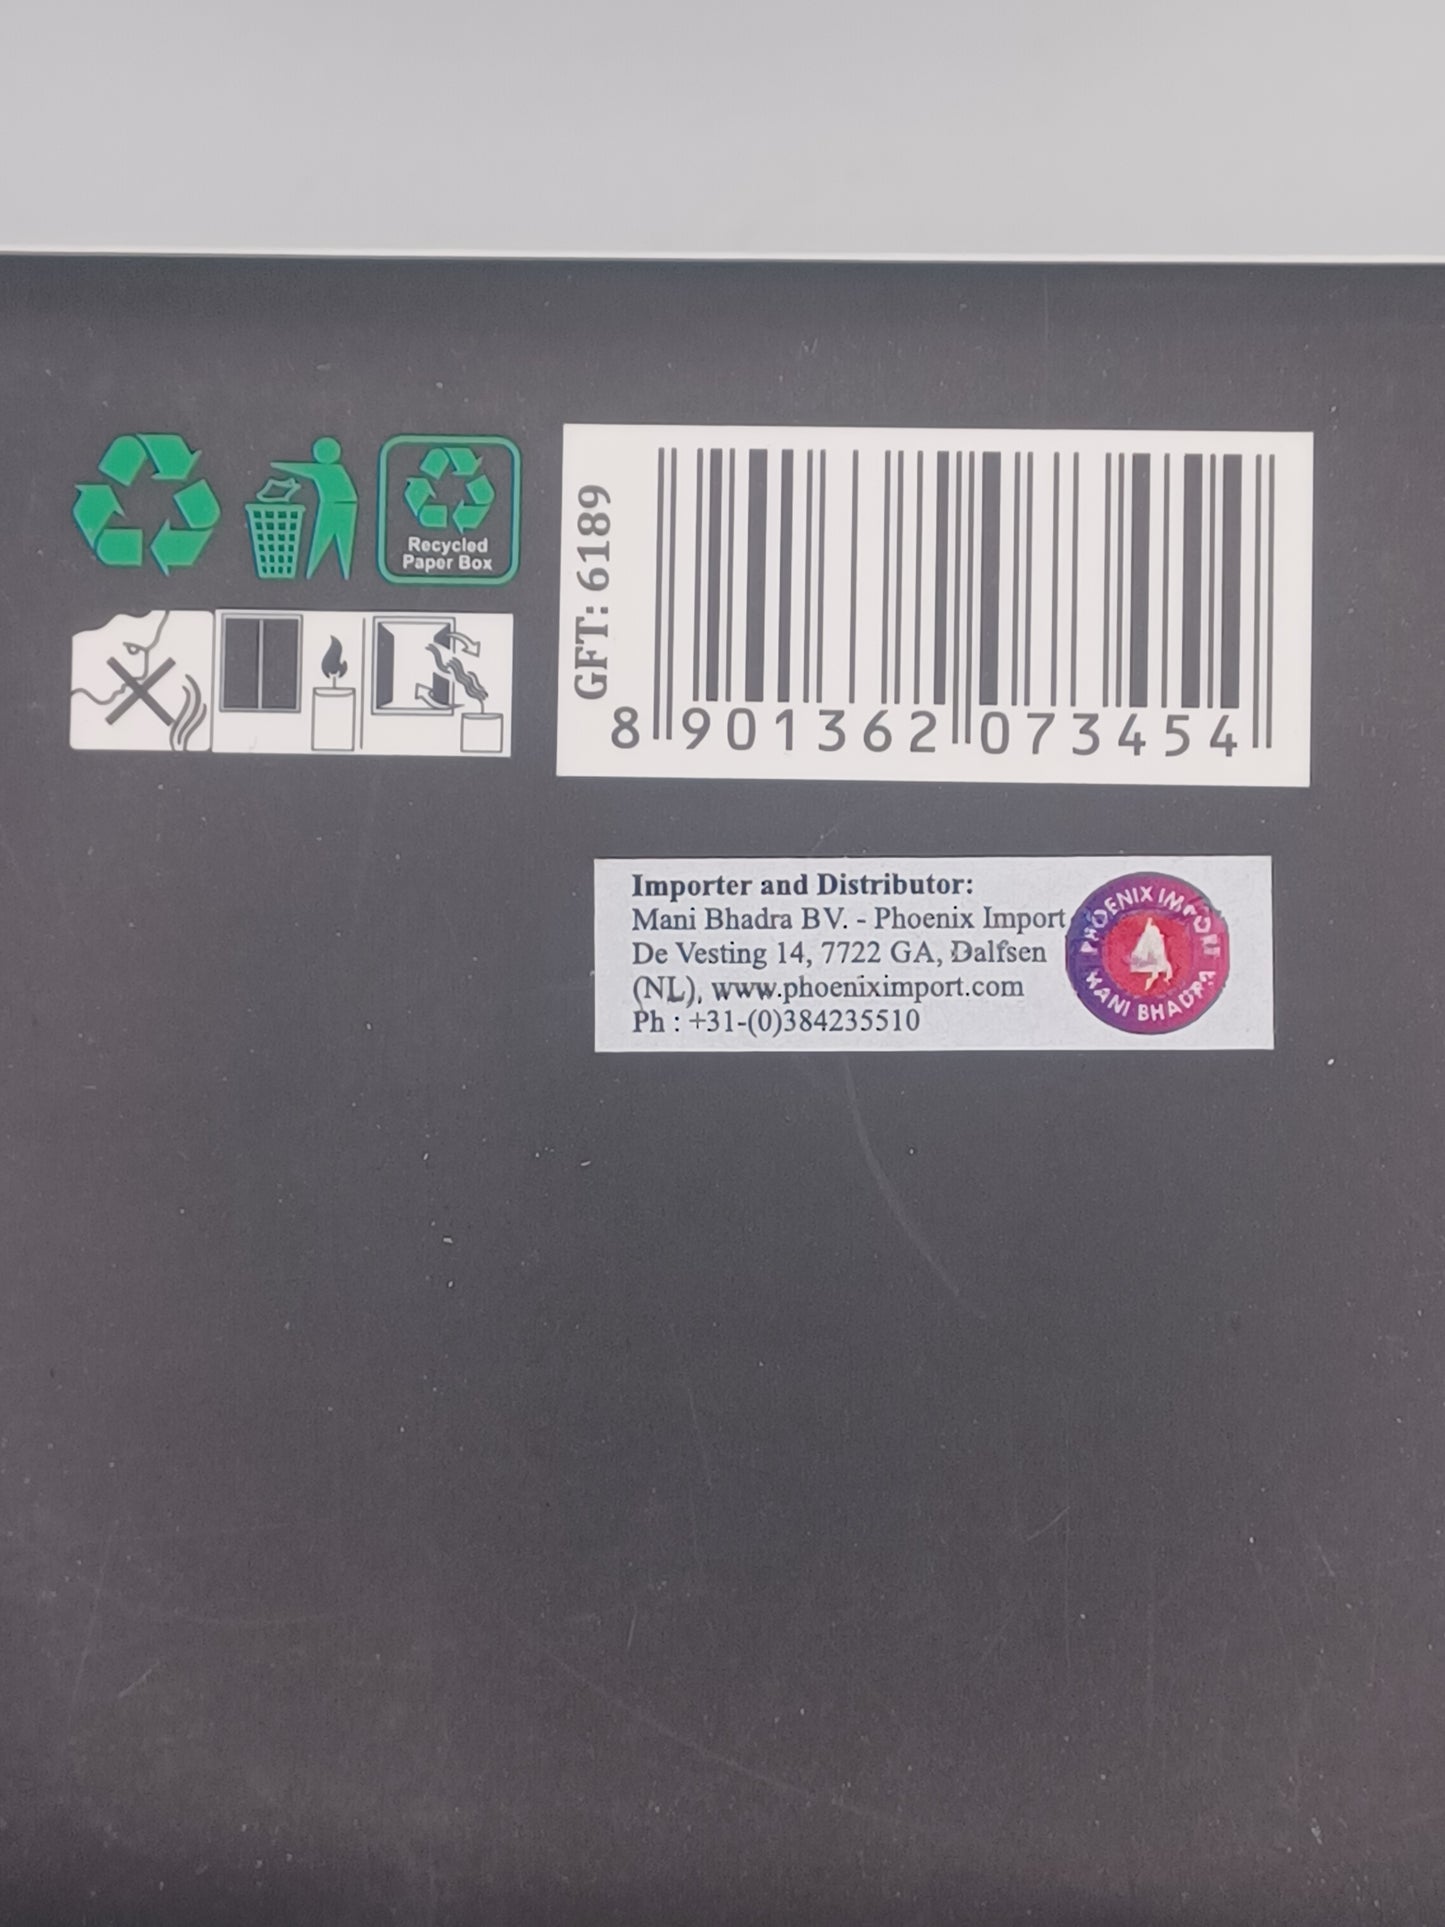 Recycled
Paper Box
GFT: 6189
8 901362 073454
Importer and Distributor:
Mani Bhadra BV. - Phoenix Import
De Vesting 14, 7722 GA, Dalfsen
(NL), www.phoeniximport.com
Ph : +31-(0)384235510
PHOENIX IMPORT
MANI BHADRA